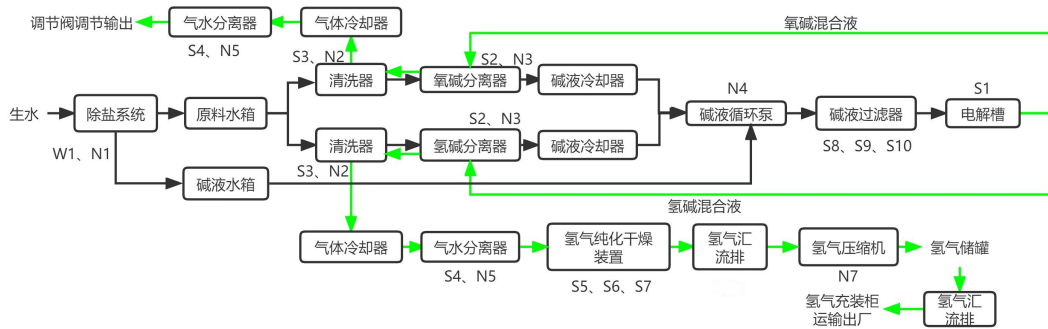 调节阀调节输出
气水分离器
气体冷却器
氧碱混合液
S4、N5
S3、N2
S2、N3
清洗器
氧碱分离器
碱液冷却器
N4
S1
生水
除盐系统
原料水箱
碱液循环泵
碱液过滤器
电解槽
S2、N3
W1、N1
清洗器
氢碱分离器
碱液冷却器
S8、S9、S10
S3、N2
碱液水箱
氢碱混合液
气体冷却器
气水分离器
氢气纯化干燥
装置
氢气汇
流排
氢气压缩机
氢气储罐
S4、N5
S5、S6、S7
N7
氢气充装柜
运输出厂
氢气汇
流排